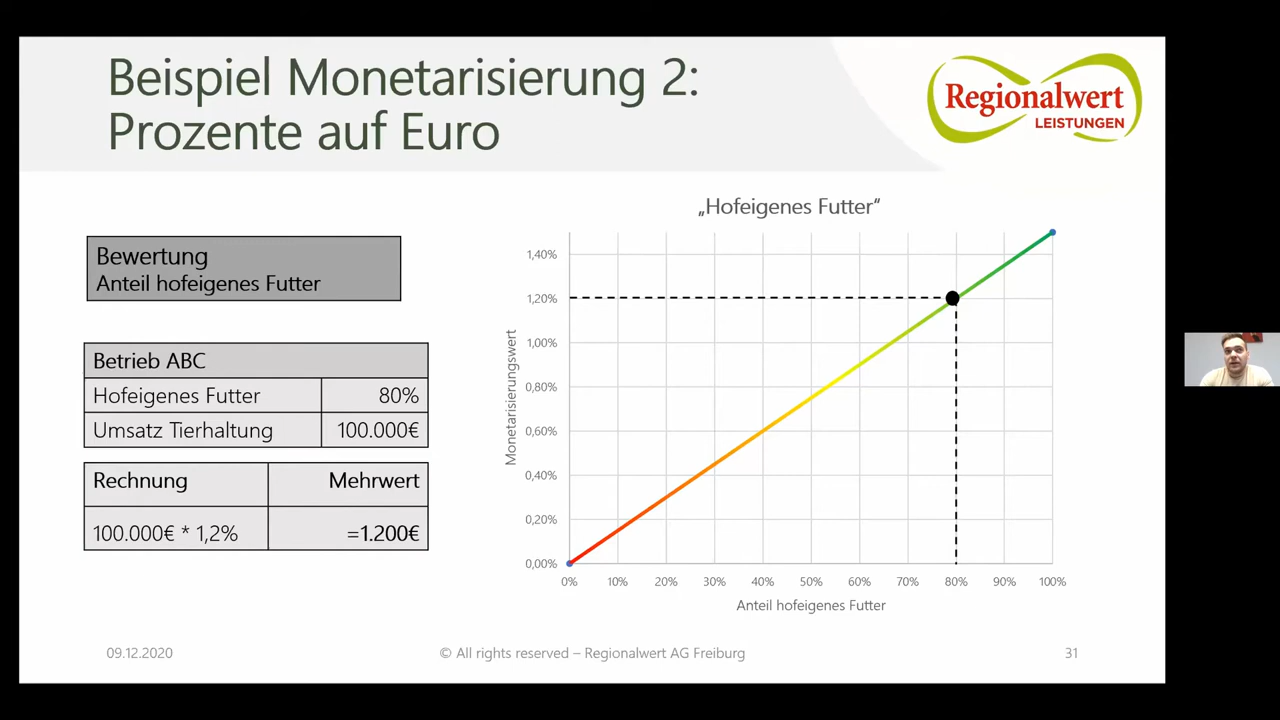 Beispiel Monetarisierung 2:
Prozente auf Euro
Regionalwert
LEISTUNGEN
Bewertung
Anteil hofeigenes Futter
Betrieb ABC
Hofeigenes Futter 80%
Umsatz Tierhaltung 100.000€
Rechnung Mehrwert
100.000€ * 1,2% =1.200€
„Hofeigenes Futter“
Monetarisierungswert
1,40%
1,20%
1,00%
0,80%
0,60%
0,40%
0,20%
0,00%
0% 10% 20% 30% 40% 50% 60% 70% 80% 90% 100%
Anteil hofeigenes Futter
09.12.2020 © All rights reserved – Regionalwert AG Freiburg 31